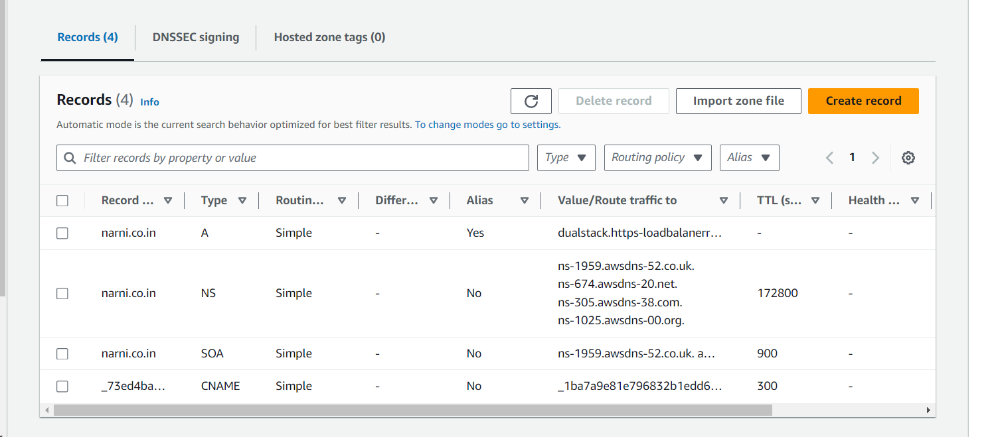 Records (4) DNSSEC signing Hosted zone tags (0)
Records (4) Info Delete record Import zone file Create record
Automatic mode is the current search behavior optimized for best filter results. To change modes go to settings.
Filter records by property or value Type Routing policy Alias 1
Record ... Type Routin... Differ... Alias Value/Route traffic to TTL (s... Health ...
narni.co.in A Simple - Yes dualstack.https-loadbalanerr... - -
ns-1959.awsdns-52.co.uk.
ns-674.awsdns-20.net.
narni.co.in NS Simple - No 172800 -
ns-305.awsdns-38.com.
ns-1025.awsdns-00.org.
narni.co.in SOA Simple - No ns-1959.awsdns-52.co.uk. a... 900 -
_73ed4ba... CNAME Simple - No _1ba7a9e81e796832b1edd6... 300 -